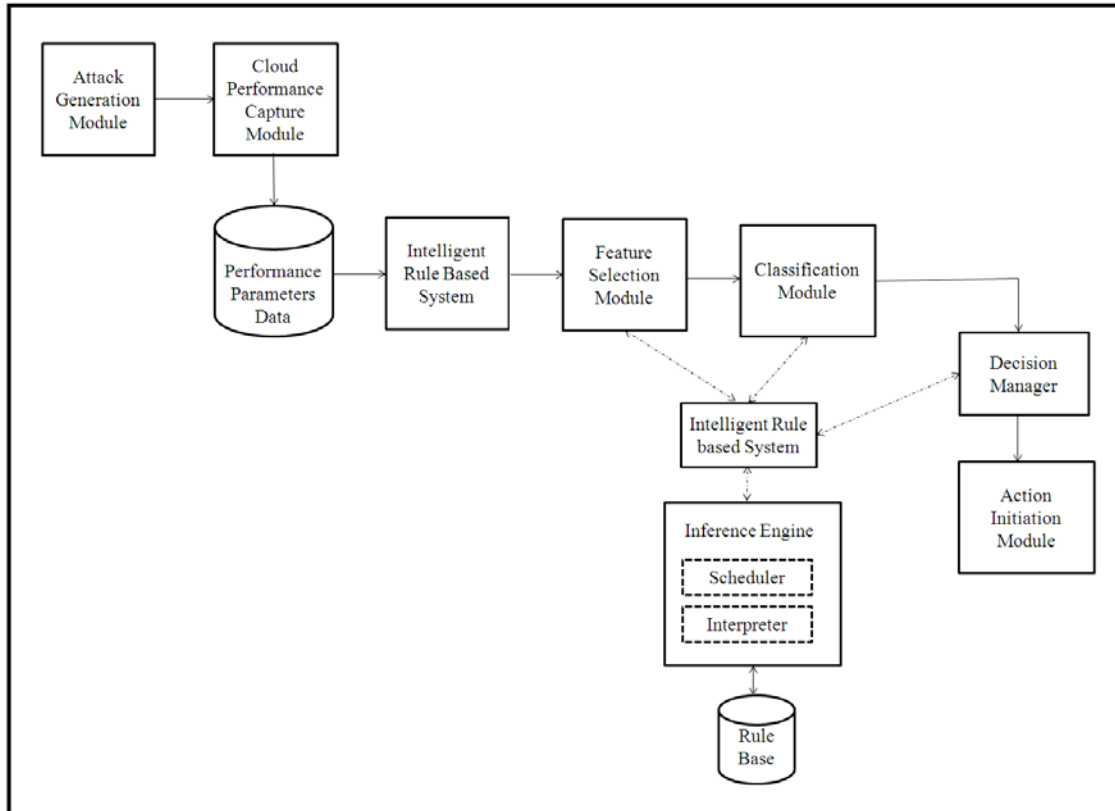 Attack
Generation
Module
Cloud
Performance
Capture
Module
Performance
Parameters
Data
Intelligent
Rule Based
System
Feature
Selection
Module
Classification
Module
Decision
Manager
Intelligent Rule
based System
Action
Initiation
Module
Inference Engine
Scheduler
Interpreter
Rule
Base